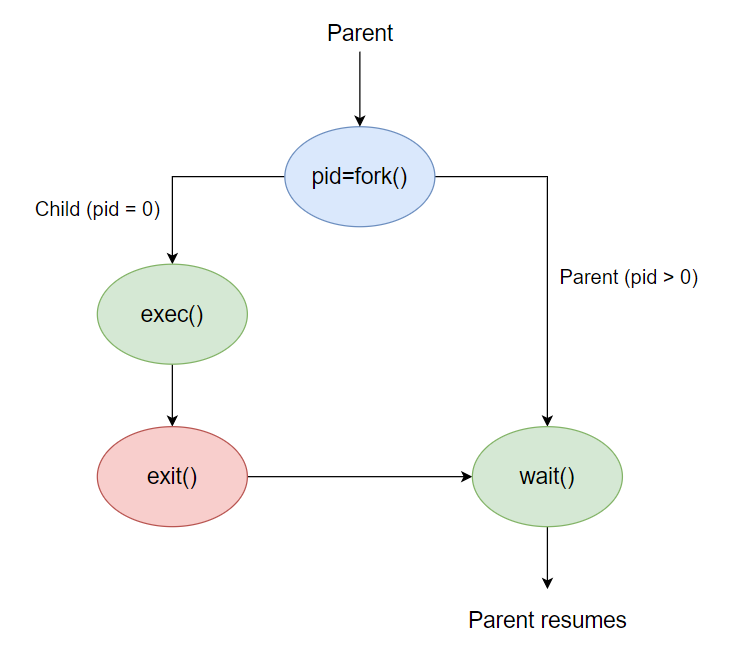 Parent
pid=fork()
Child (pid = 0)
Parent (pid > 0)
exec()
exit()
wait()
Parent resumes